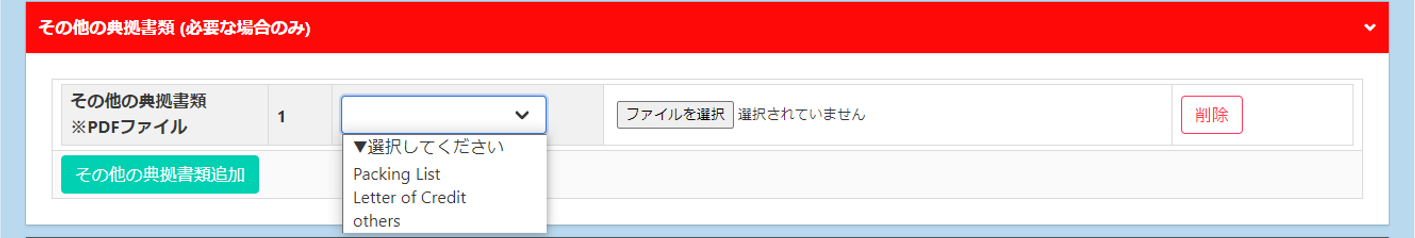 その他の典拠書類 (必要な場合のみ)
その他の典拠書類
※PDFファイル
1
ファイルを選択 選択されていません
削除
▼選択してください
Packing List
Letter of Credit
others
その他の典拠書類追加